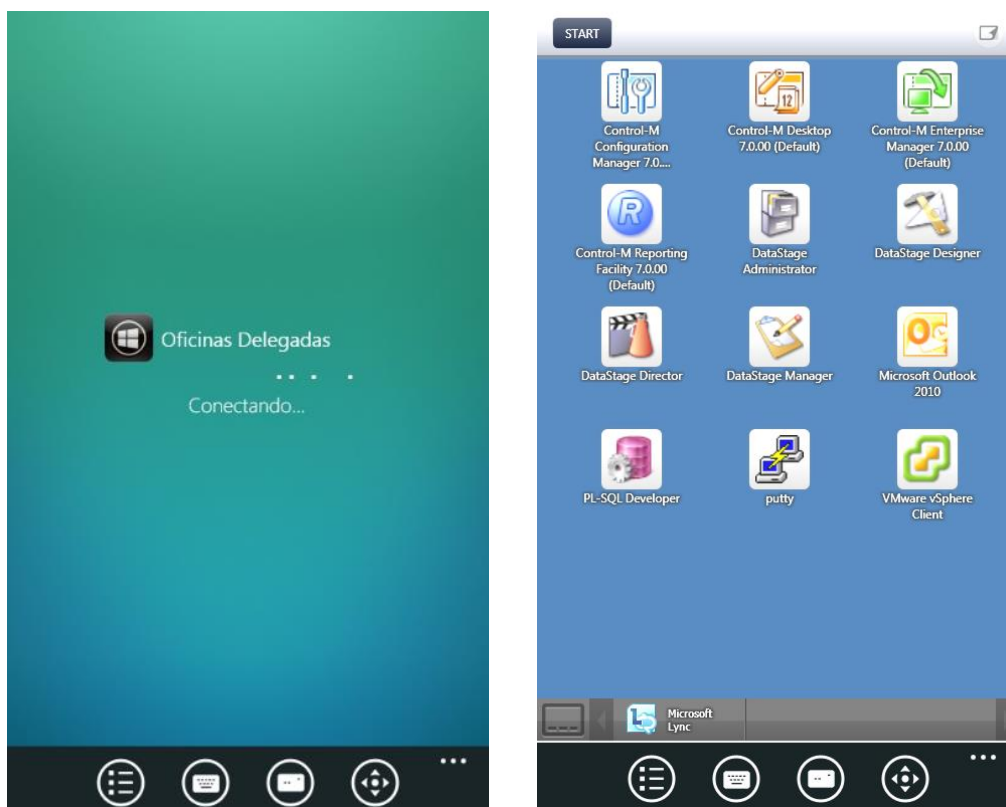 Oficinas Delegadas
Conectando...
START
Control-M
Configuration
Manager 7.0....
Control-M Desktop
7.0.00 (Default)
Control-M Enterprise
Manager 7.0.00
(Default)
Control-M Reporting
Facility 7.0.00
(Default)
DataStage
Administrator
DataStage Designer
DataStage Director
DataStage Manager
Microsoft Outlook
2010
PL-SQL Developer
putty
VMware vSphere
Client
Microsoft
Lync